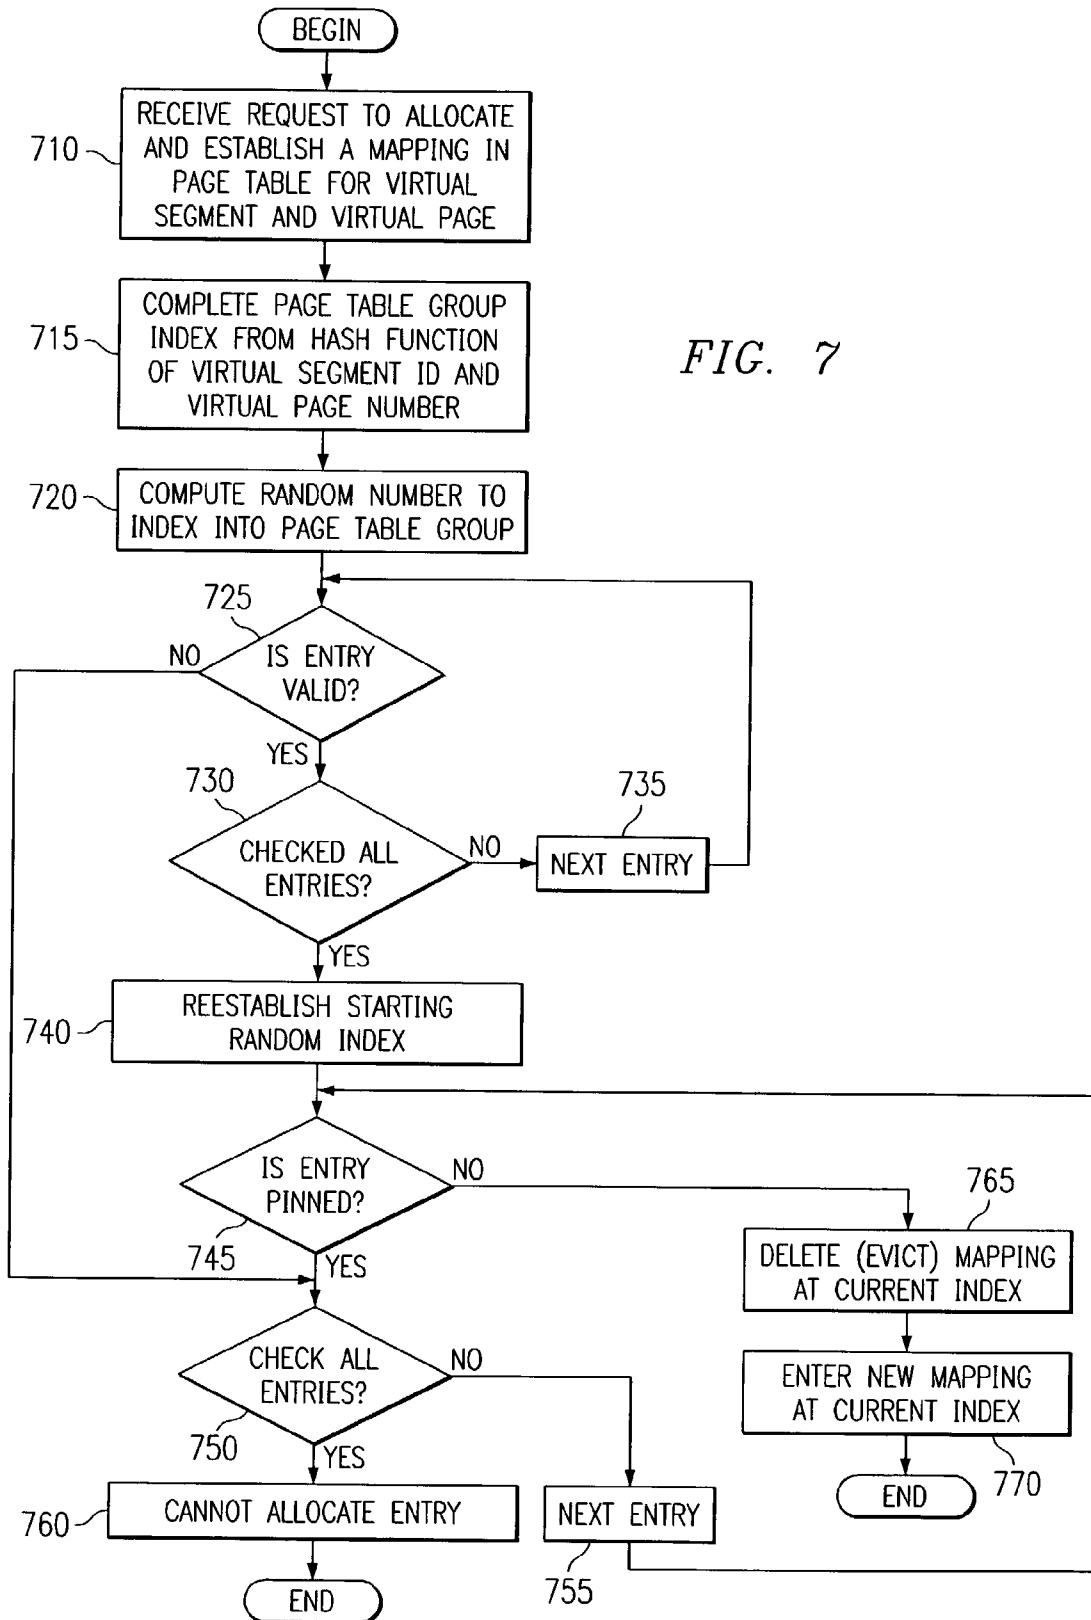 BEGIN
710
RECEIVE REQUEST TO ALLOCATE
AND ESTABLISH A MAPPING IN
PAGE TABLE FOR VIRTUAL
SEGMENT AND VIRTUAL PAGE
715
COMPLETE PAGE TABLE GROUP
INDEX FROM HASH FUNCTION
OF VIRTUAL SEGMENT ID AND
VIRTUAL PAGE NUMBER
FIG. 7
720
COMPUTE RANDOM NUMBER TO
INDEX INTO PAGE TABLE GROUP
725
NO
IS ENTRY
VALID?
YES
730
735
CHECKED ALL
ENTRIES?
NO
NEXT ENTRY
YES
740
REESTABLISH STARTING
RANDOM INDEX
IS ENTRY
PINNED?
NO
745
YES
765
DELETE (EVICT) MAPPING
AT CURRENT INDEX
CHECK ALL
ENTRIES?
NO
750
YES
ENTER NEW MAPPING
AT CURRENT INDEX
770
END
760
CANNOT ALLOCATE ENTRY
NEXT ENTRY
755
END